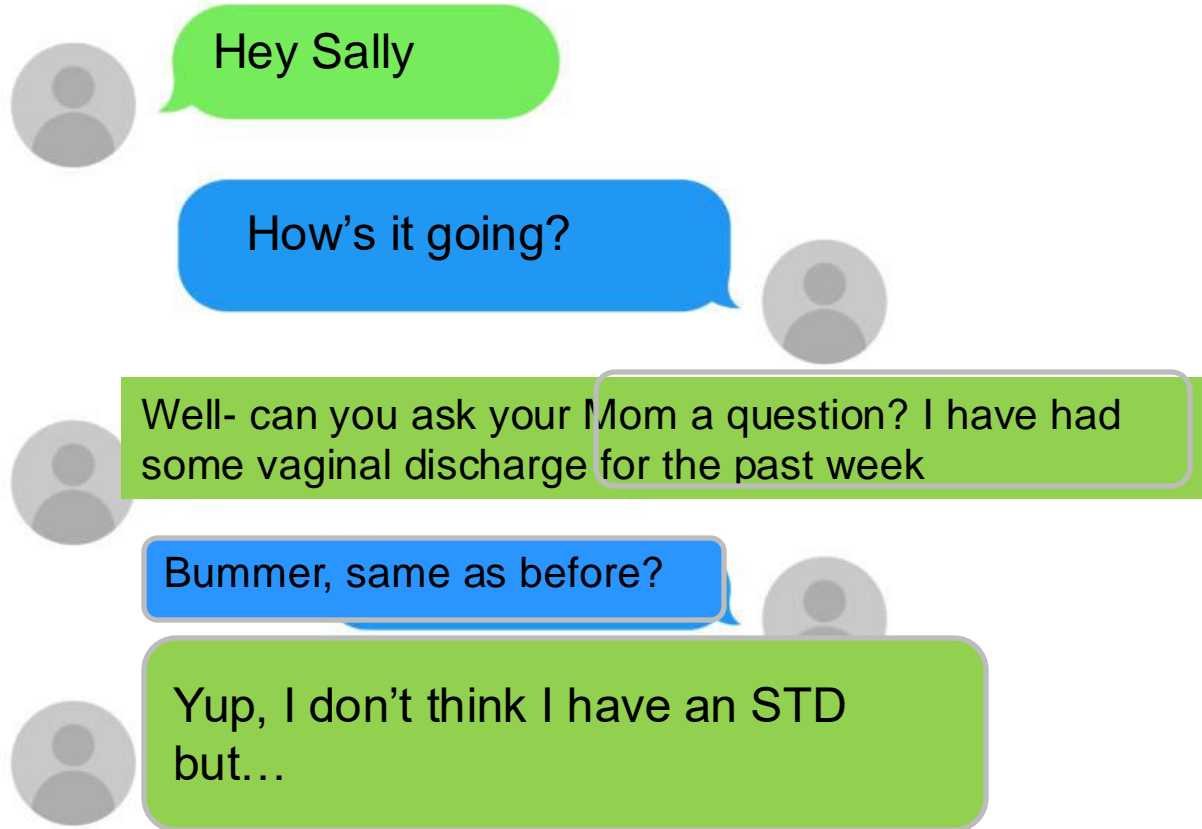 Hey Sally
How’s it going?
Well- can you ask your Mom a question? I have had
some vaginal discharge for the past week
Bummer, same as before?
Yup, I don’t think I have an STD
but…